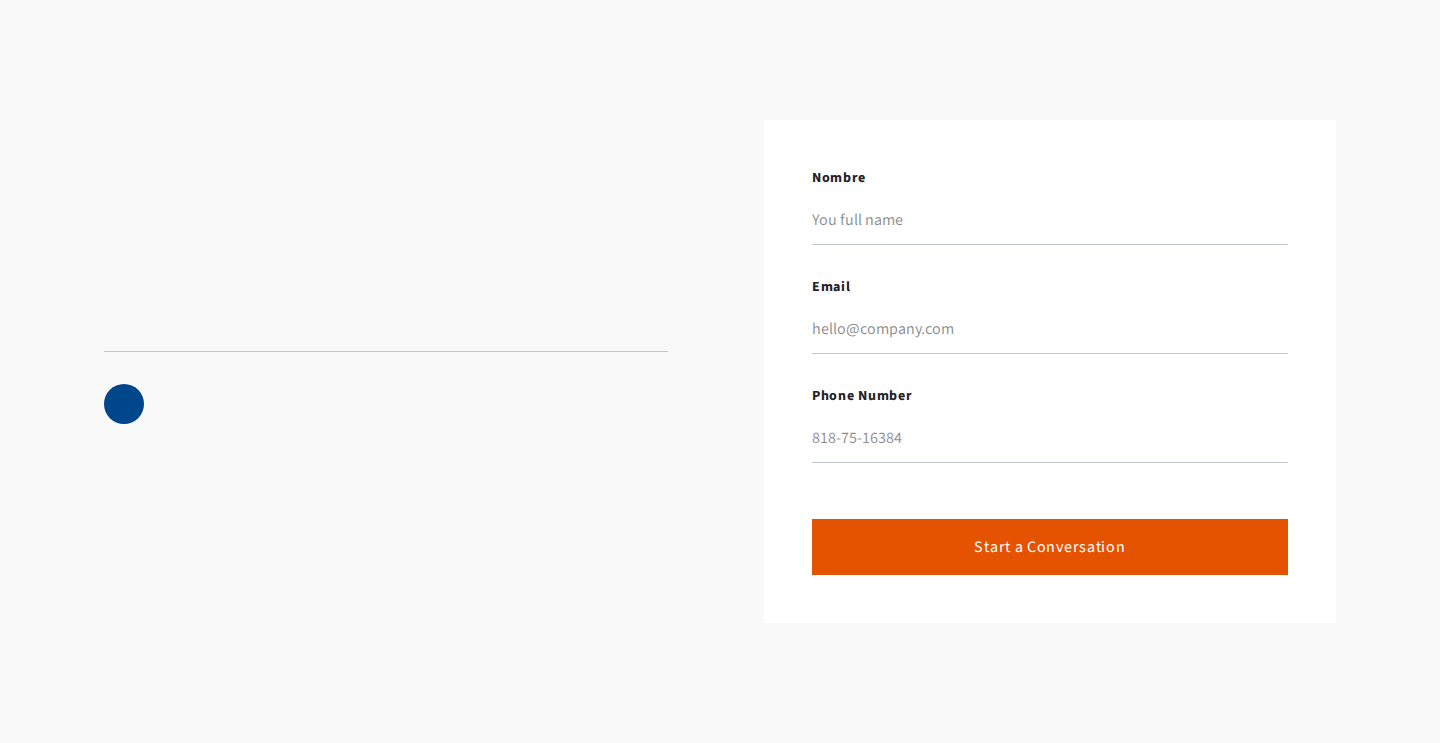 Nombre
You full name
Email
hello@company.com
Phone Number
818-75-16384
Start a Conversation